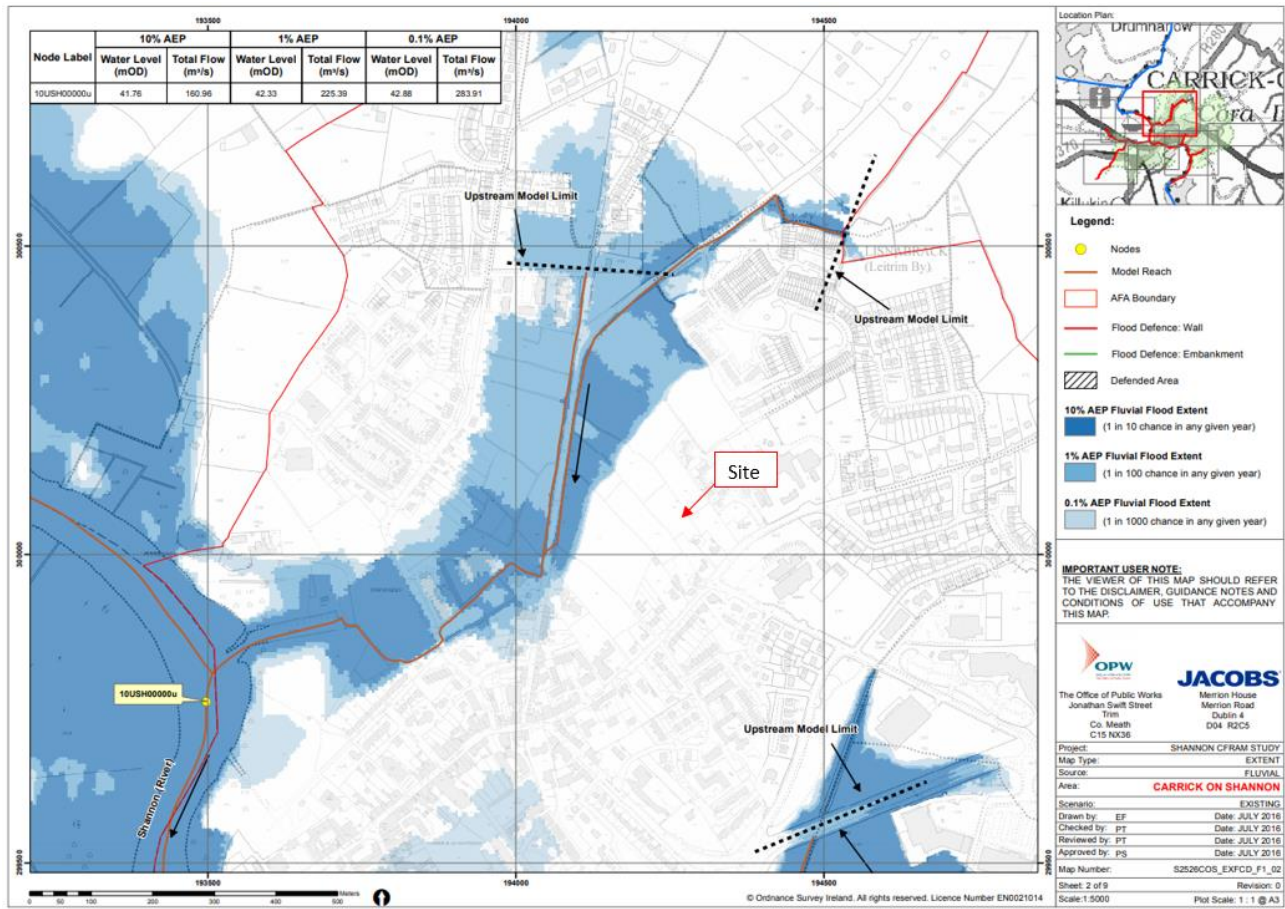 193500 194000 194500
Node Label 10% AEP 1% AEP 0.1% AEP
Water Level (mOD) Total Flow (m³/s) Water Level (mOD) Total Flow (m³/s) Water Level (mOD) Total Flow (m³/s)
10USH00000u 41.76 160.96 42.33 225.39 42.88 283.91
Upstream Model Limit
300500
300500
LISNABRACK
(Leitrim By)
Upstream Model Limit
Site
300000
300000
10USH00000u
Upstream Model Limit
Shannon (River)
299500
299500
193500 194000 194500
0 50 100 200 300 400 500 Meters
© Ordnance Survey Ireland. All rights reserved. Licence Number EN0021014
Location Plan:
Drumharlow
R280
CARRICK-
Cora
370
Killukin
Legend:
Nodes
Model Reach
AFA Boundary
Flood Defence: Wall
Flood Defence: Embankment
Defended Area
10% AEP Fluvial Flood Extent
(1 in 10 chance in any given year)
1% AEP Fluvial Flood Extent
(1 in 100 chance in any given year)
0.1% AEP Fluvial Flood Extent
(1 in 1000 chance in any given year)
IMPORTANT USER NOTE:
THE VIEWER OF THIS MAP SHOULD REFER
TO THE DISCLAIMER, GUIDANCE NOTES AND
CONDITIONS OF USE THAT ACCOMPANY
THIS MAP.
OPW
The Office of Public Works
Jonathan Swift Street
Trim
Co. Meath
C15 NX36
JACOBS
Merrion House
Merrion Road
Dublin 4
D04 R2C5
Project: SHANNON CFRAM STUDY
Map Type: EXTENT
Source: FLUVIAL
Area: CARRICK ON SHANNON
Scenario: EXISTING
Drawn by: EF Date: JULY 2016
Checked by: PT Date: JULY 2016
Reviewed by: PT Date: JULY 2016
Approved by: PS Date: JULY 2016
Map Number: S2526COS_EXFCD_F1_02
Sheet: 2 of 9 Revision: 0
Scale:1:5000 Plot Scale: 1 : 1 @ A3